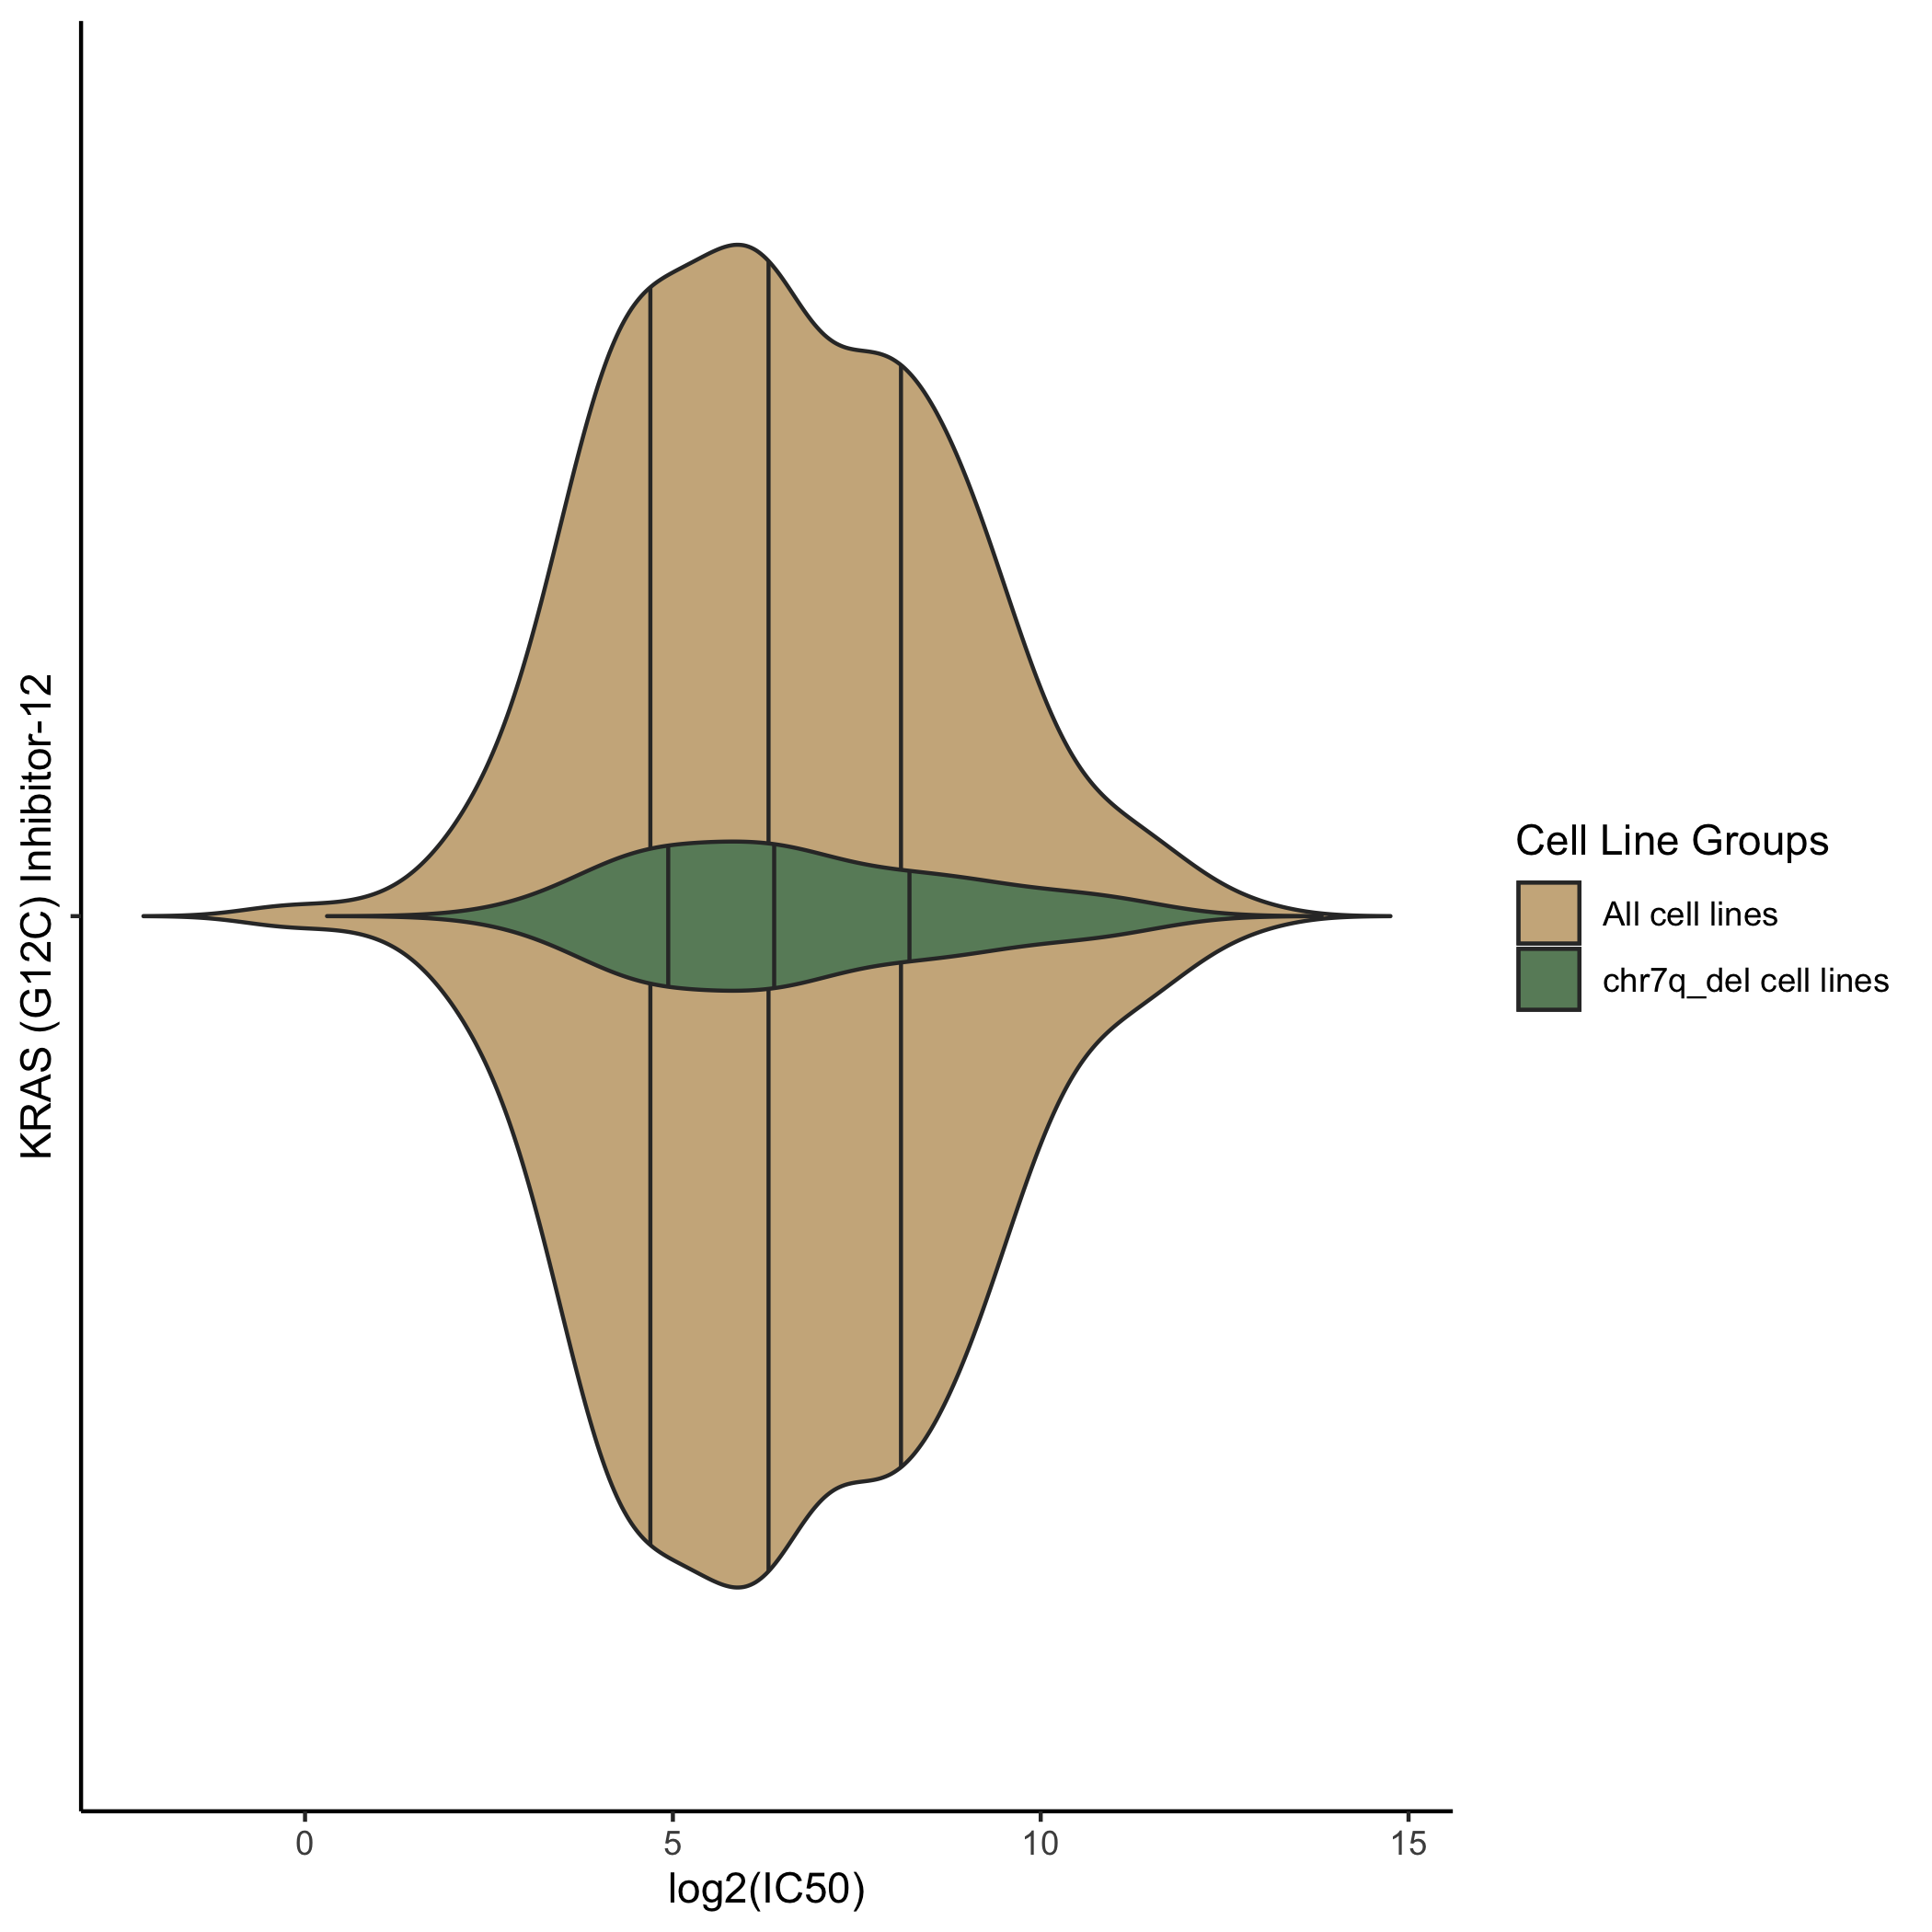 KRAS (G12C) Inhibitor-12
Cell Line Groups
All cell lines
chr7q_del cell lines
0 5 10 15
log2(IC50)